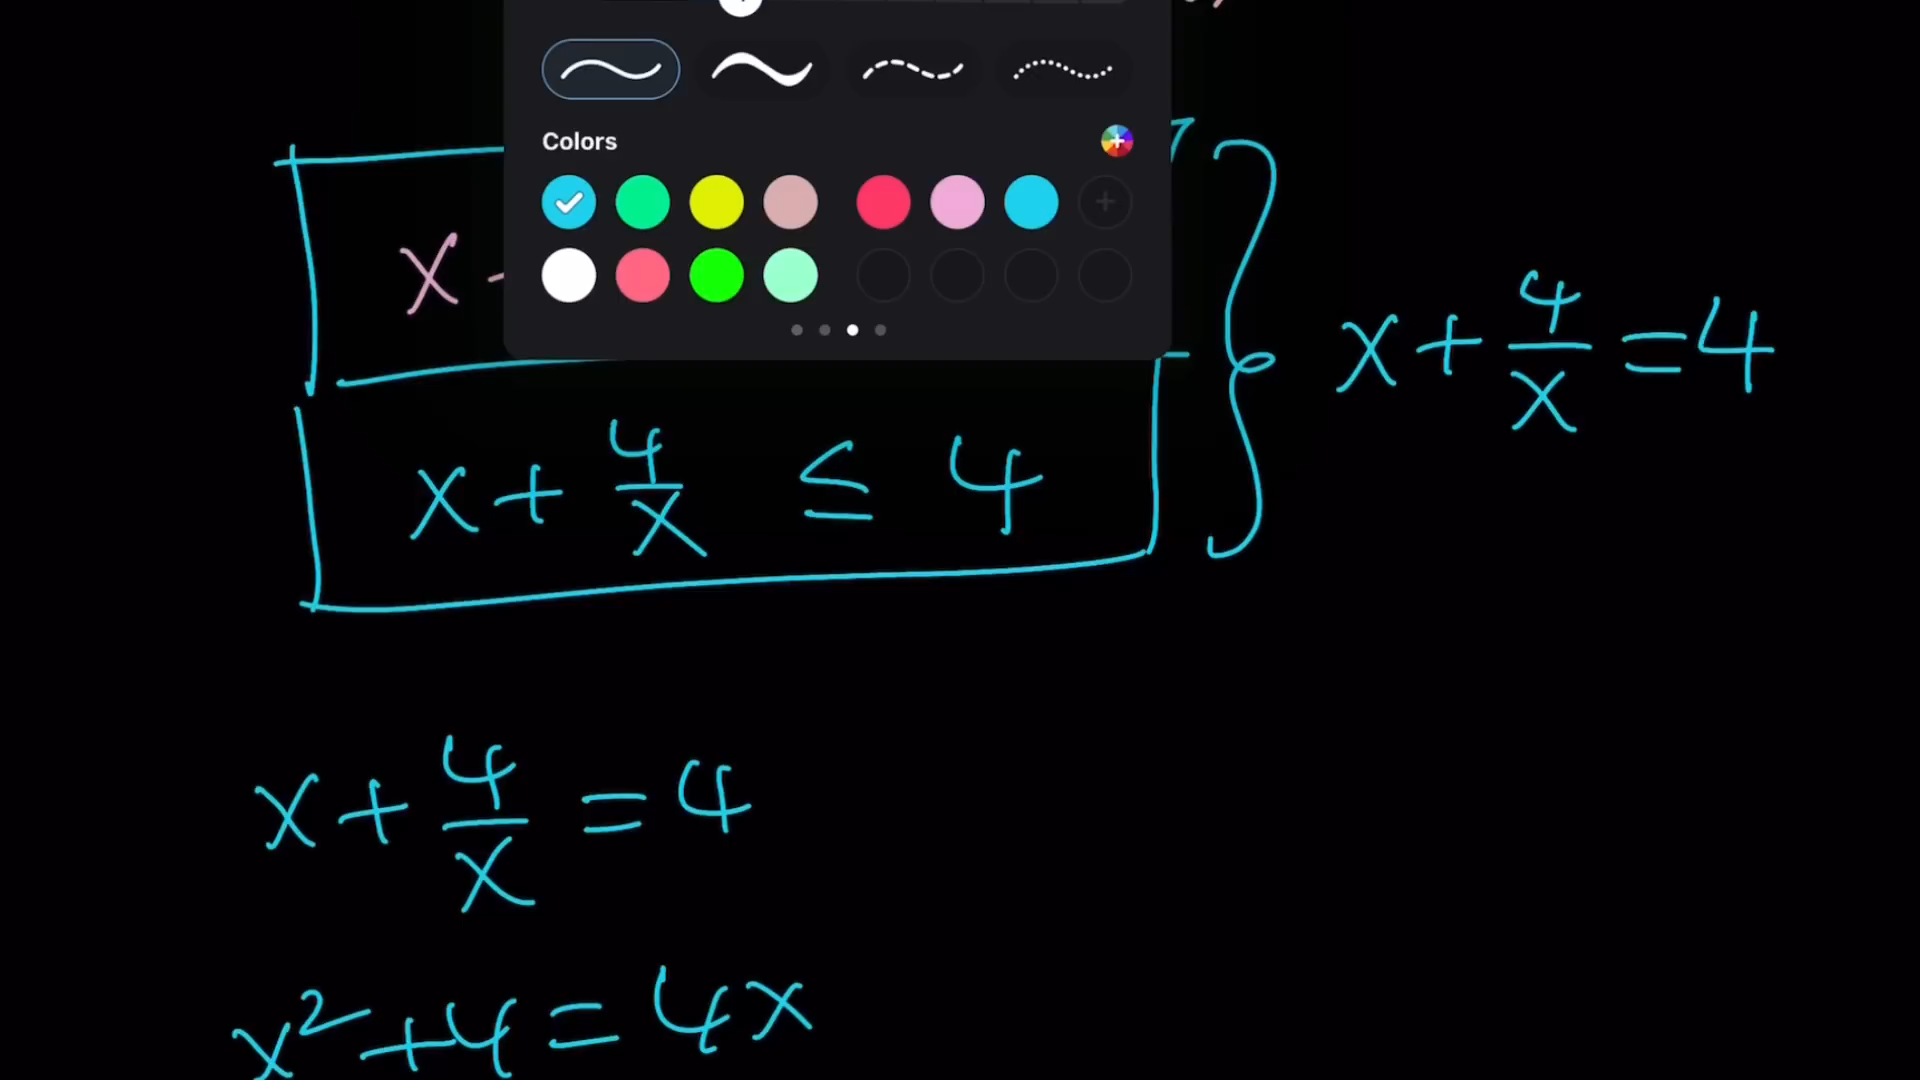 Colors
x -
x + 4/x ≤ 4
x + 4/x = 4
x + 4/x = 4
x² + 4 = 4x